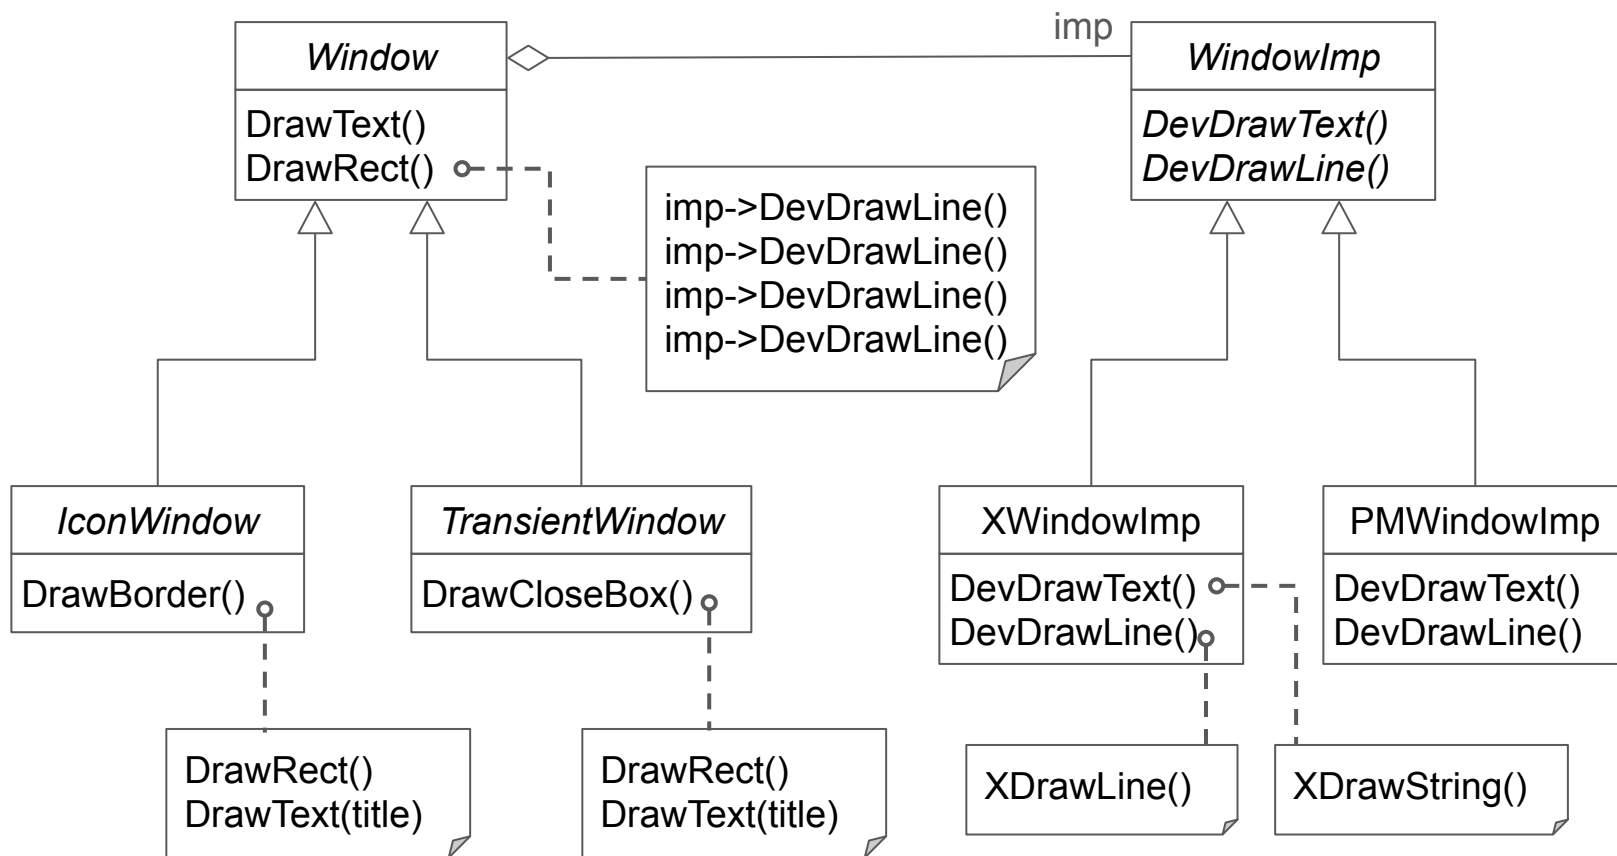 imp
Window
DrawText()
DrawRect()
WindowImp
DevDrawText()
DevDrawLine()
imp->DevDrawLine()
imp->DevDrawLine()
imp->DevDrawLine()
imp->DevDrawLine()
IconWindow
DrawBorder()
TransientWindow
DrawCloseBox()
XWindowImp
DevDrawText()
DevDrawLine()
PMWindowImp
DevDrawText()
DevDrawLine()
DrawRect()
DrawText(title)
DrawRect()
DrawText(title)
XDrawLine()
XDrawString()